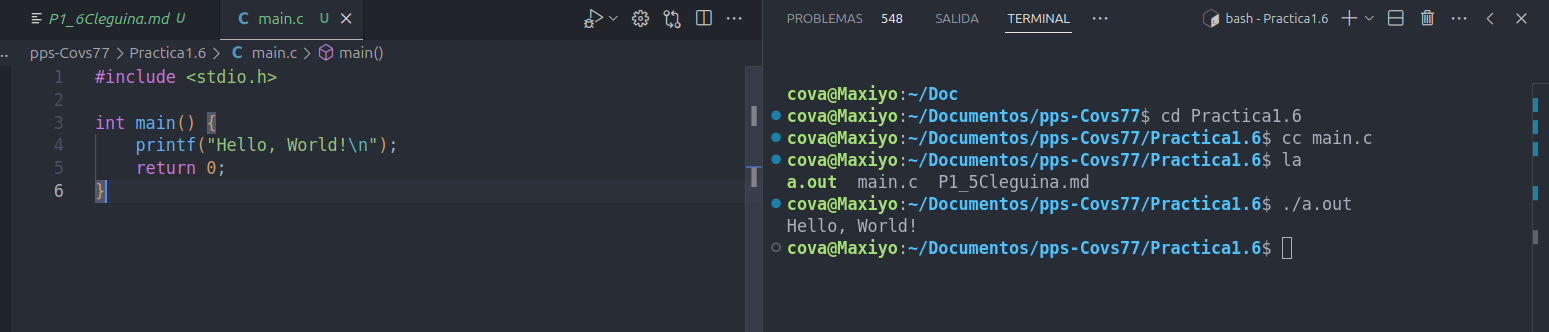 P1_6Cleguina.md U
C main.c U
pps-Covs77 > Practica1.6 > C main.c > main()
1 #include <stdio.h>
2
3 int main() {
4 printf("Hello, World!\n");
5 return 0;
6 }
PROBLEMAS 548 SALIDA TERMINAL ··· bash - Practica1.6
cova@Maxiyo:~/Doc
cova@Maxiyo:~/Documentos/pps-Covs77$ cd Practica1.6
cova@Maxiyo:~/Documentos/pps-Covs77/Practica1.6$ cc main.c
cova@Maxiyo:~/Documentos/pps-Covs77/Practica1.6$ la
a.out main.c P1_5Cleguina.md
cova@Maxiyo:~/Documentos/pps-Covs77/Practica1.6$ ./a.out
Hello, World!
cova@Maxiyo:~/Documentos/pps-Covs77/Practica1.6$